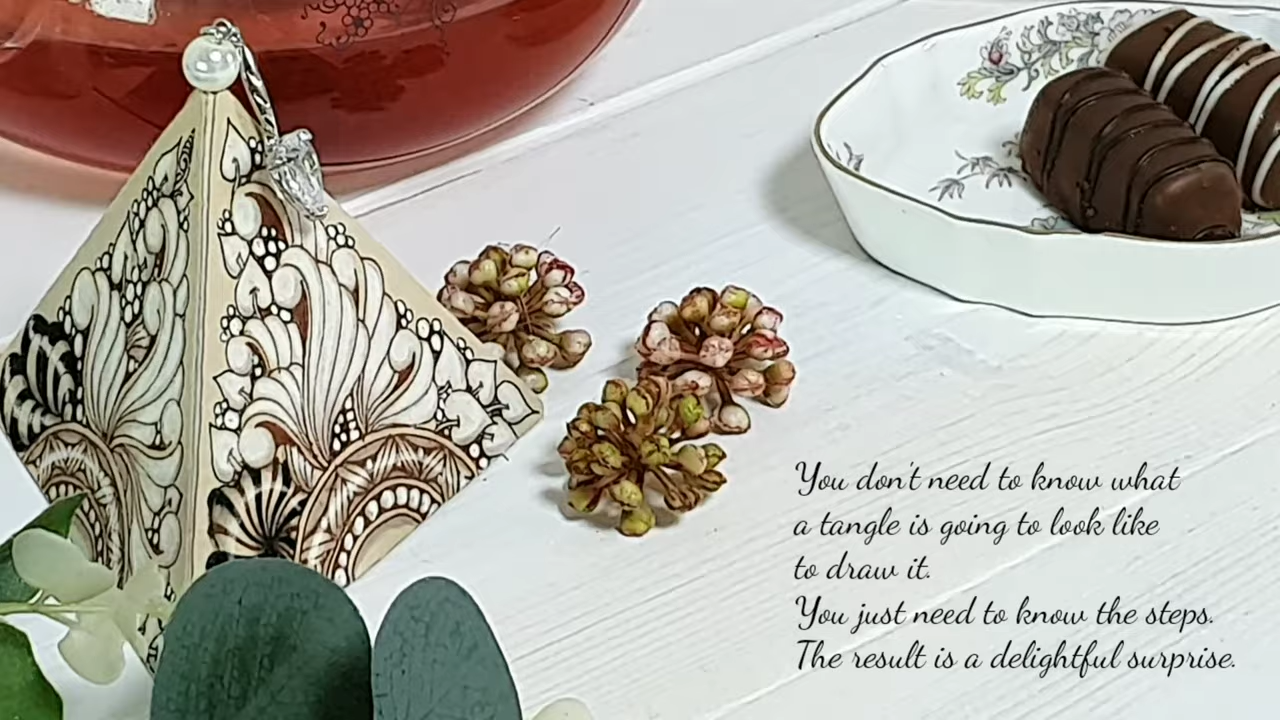 You don't need to know what
a tangle is going to look like
to draw it.
You just need to know the steps.
The result is a delightful surprise.